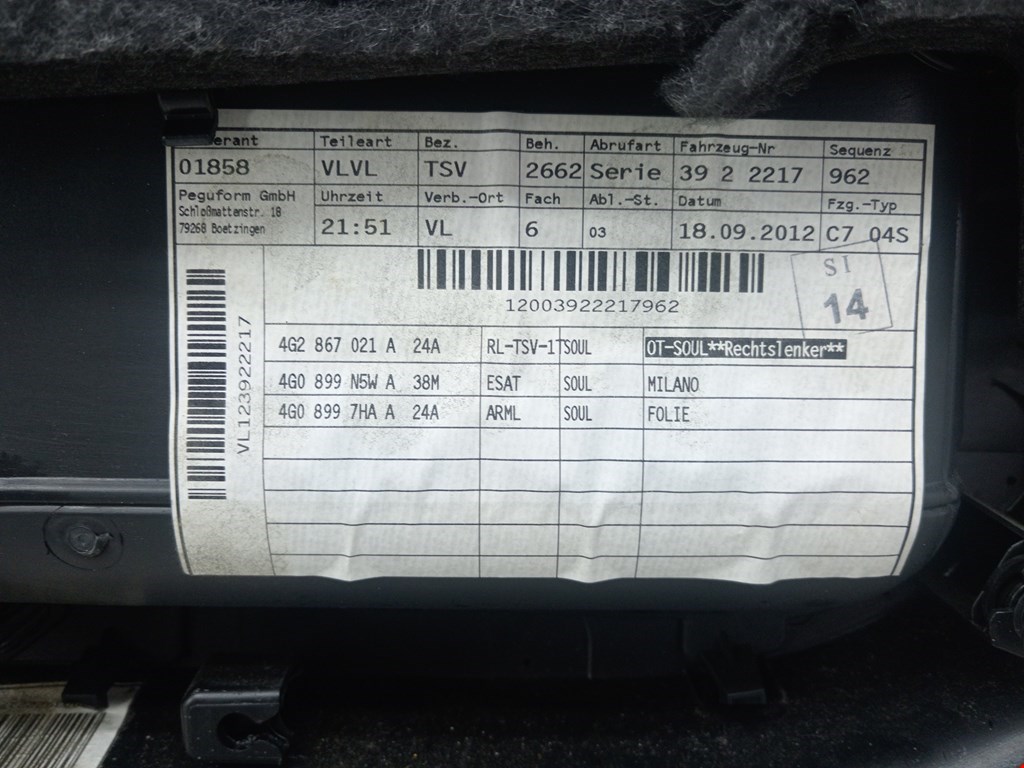 erant Teileart Bez. Beh. Abrufart Fahrzeug-Nr Sequenz
01858 VLVL TSV 2662 Serie 39 2 2217 962
Peguform GmbH Uhrzeit Verb.-Ort Fach Abl.-St. Datum Fzg.-Typ
Schloßmattenstr. 18
79268 Boetzingen 21:51 VL 6 03 18.09.2012 C7 04S
SI
14
12003922217962
VL123922217
4G2 867 021 A 24A RL-TSV-1TSOUL OT-SOUL**Rechtslenker**
4G0 899 N5W A 38M ESAT SOUL MILANO
4G0 899 7HA A 24A ARML SOUL FOLIE